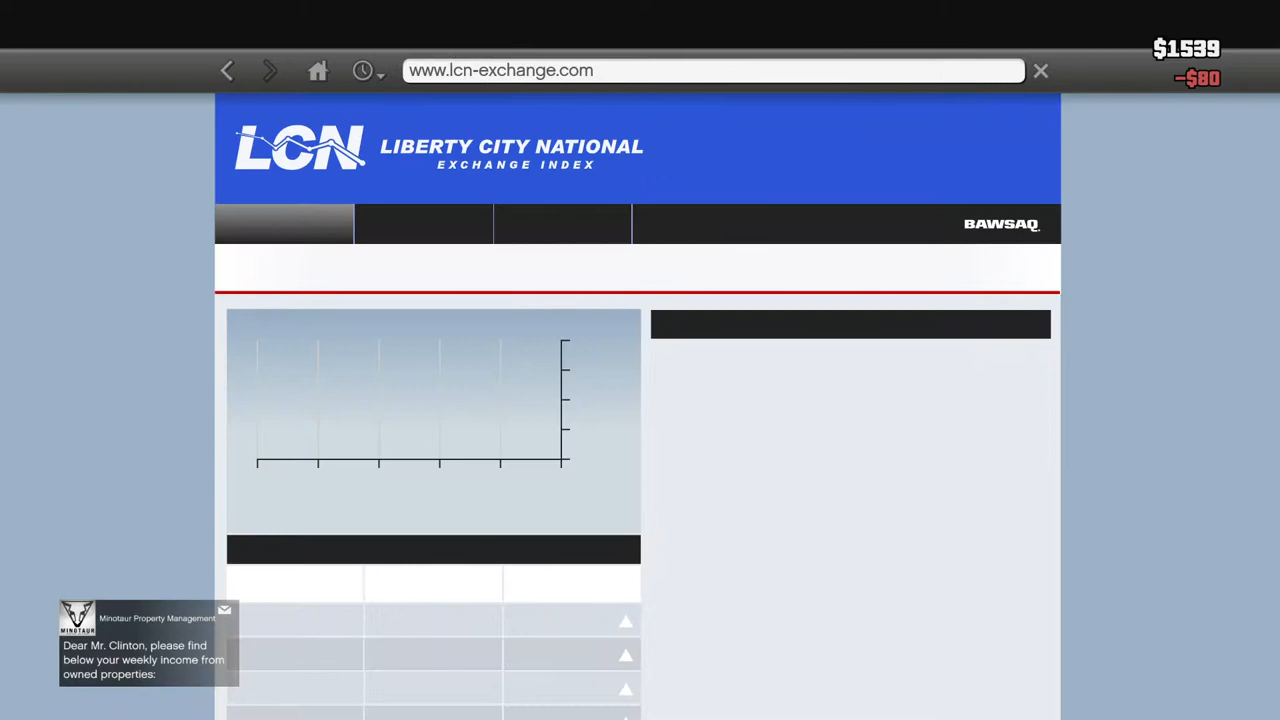 $1539
www.lcn-exchange.com
-$80
LCN LIBERTY CITY NATIONAL
EXCHANGE INDEX
BAWSAQ
Minotaur Property Management
MINOTAUR
Dear Mr. Clinton, please find
below your weekly income from
owned properties: